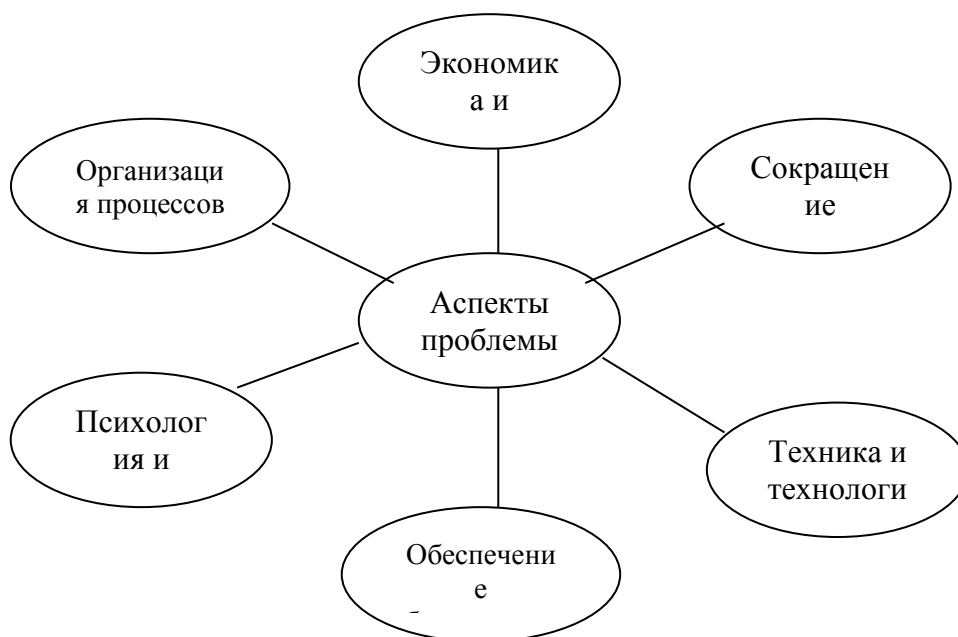 Экономик
а и
Организаци
я процессов
Сокращен
ие
Аспекты
проблемы
Психолог
ия и
Техника и
технологи
Обеспечени
е